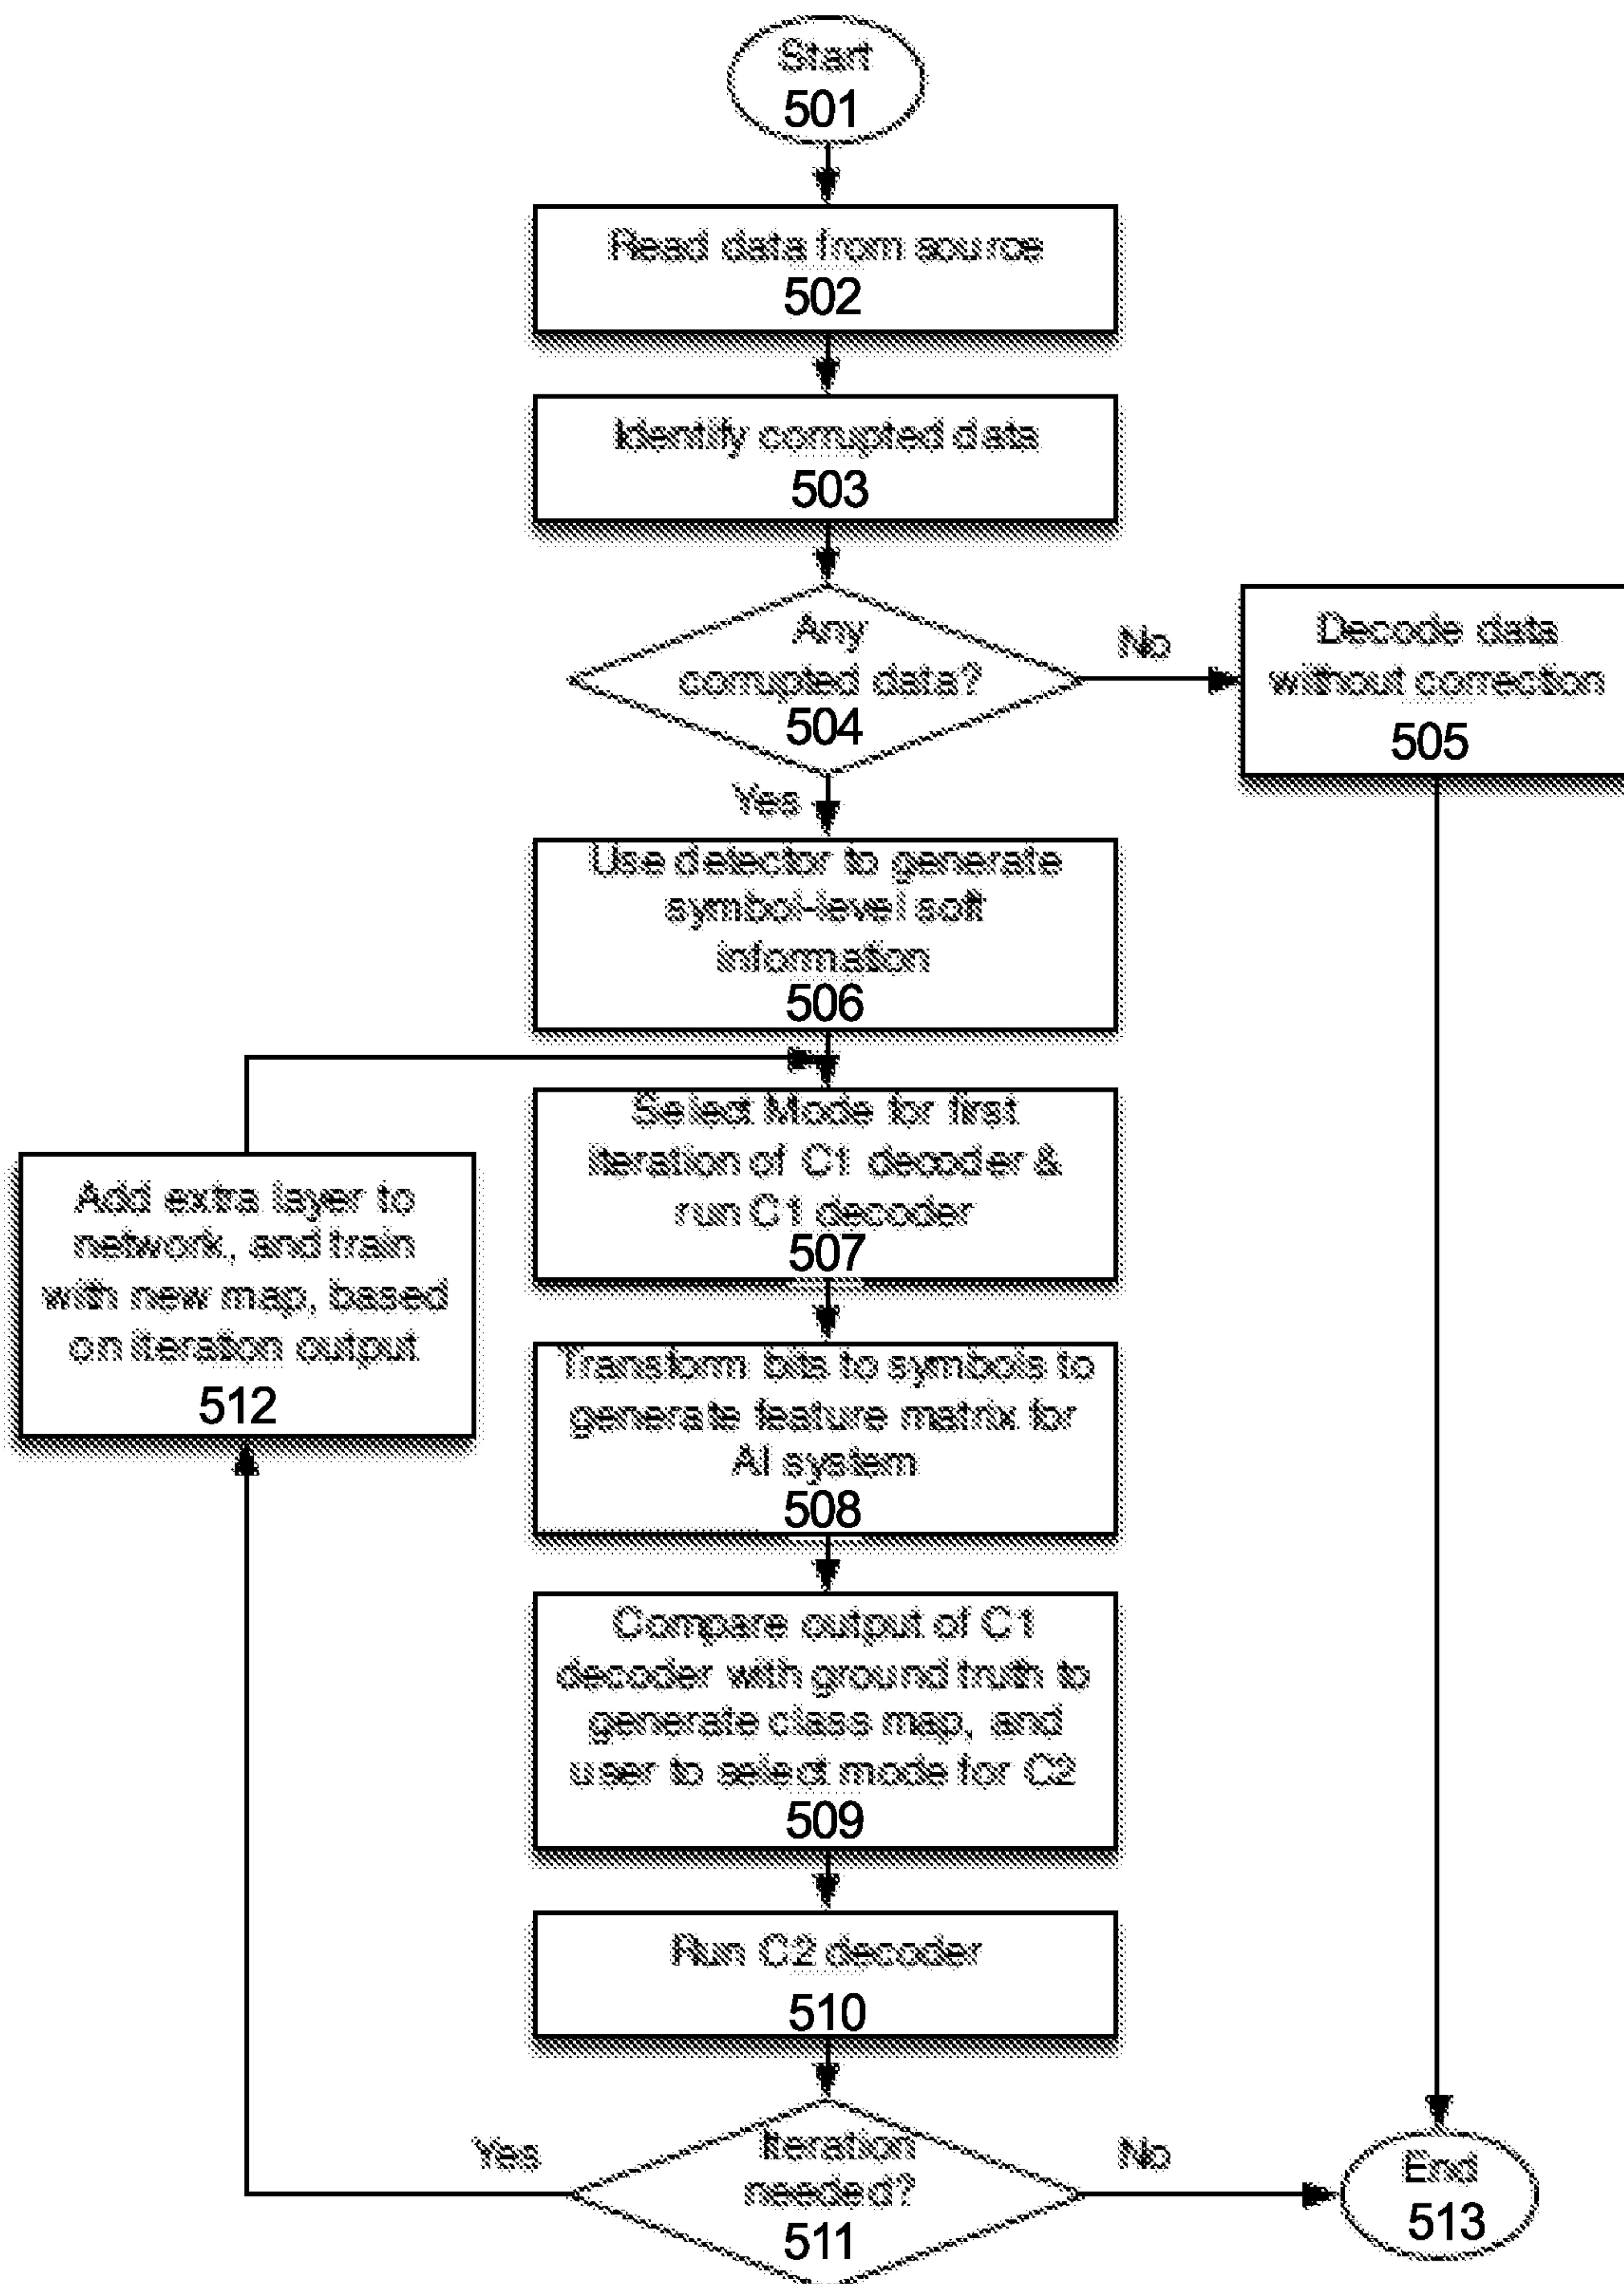 Start
501
Read data from source
502
Identify corrupted data
503
Any
corrupted data?
504
No
Decode data
without correction
505
Yes
Use detector to generate
symbol-level soft
information
506
Select Mode for first
iteration of C1 decoder &
run C1 decoder
507
Add extra layer to
network, and train
with new map, based
on iteration output
512
Transform bits to symbols to
generate feature matrix for
AI system
508
Compare output of C1
decoder with ground truth to
generate class map, and
user to select mode for C2
509
Run C2 decoder
510
Yes
Iteration
needed?
511
No
End
513